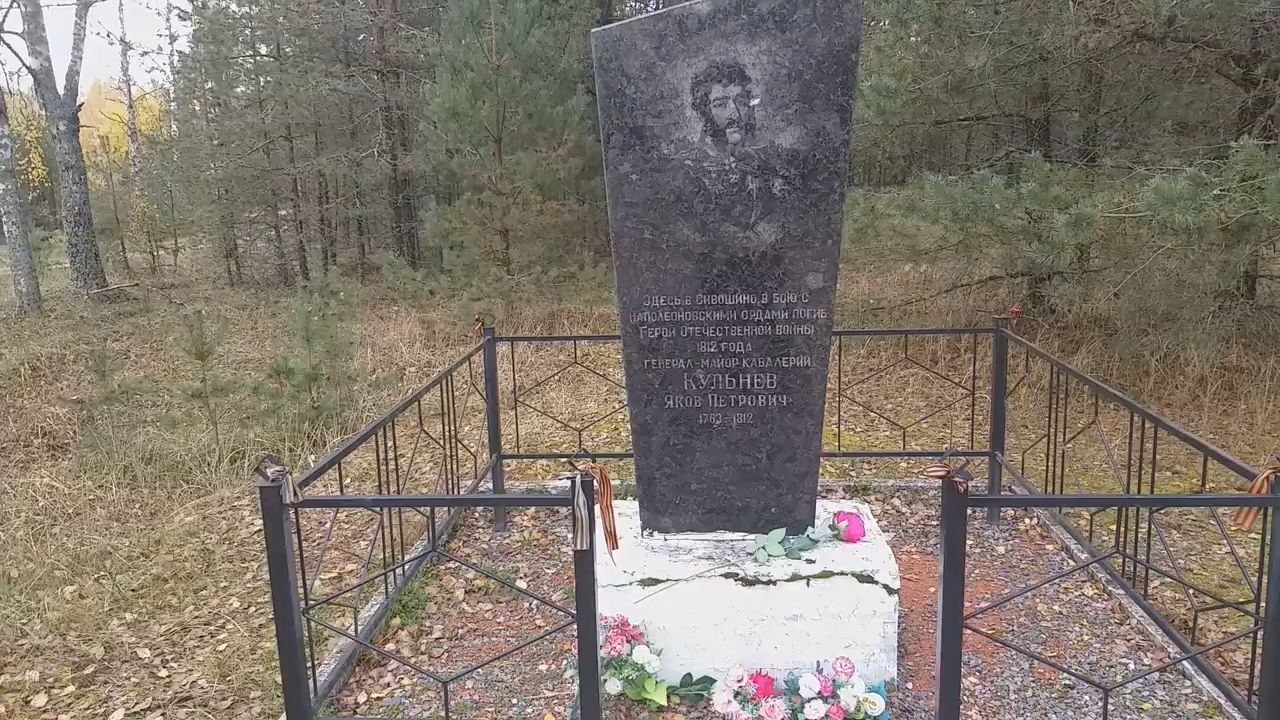 ЗДЕСЬ, В СИВОШИНО, В БОЮ С
НАПОЛЕОНОВСКИМИ ОРДАМИ ПОГИБ
ГЕРОЙ ОТЕЧЕСТВЕННОЙ ВОЙНЫ
1812 ГОДА
ГЕНЕРАЛ-МАЙОР КАВАЛЕРИИ
КУЛЬНЕВ
ЯКОВ ПЕТРОВИЧ
1763-1812